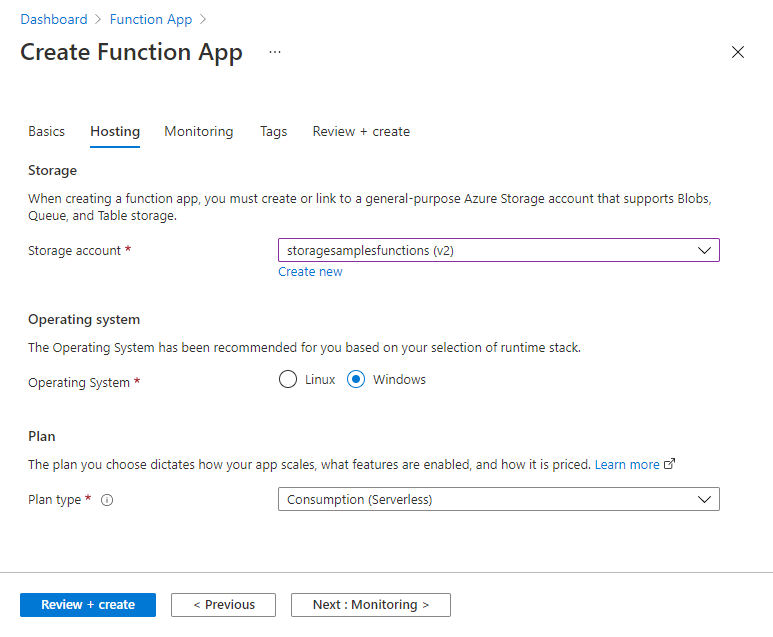 Dashboard > Function App >
Create Function App ...
Basics Hosting Monitoring Tags Review + create
Storage
When creating a function app, you must create or link to a general-purpose Azure Storage account that supports Blobs,
Queue, and Table storage.
Storage account * storagesamplesfunctions (v2)
Create new
Operating system
The Operating System has been recommended for you based on your selection of runtime stack.
Operating System * Linux Windows
Plan
The plan you choose dictates how your app scales, what features are enabled, and how it is priced. Learn more
Plan type * Consumption (Serverless)
Review + create < Previous Next : Monitoring >